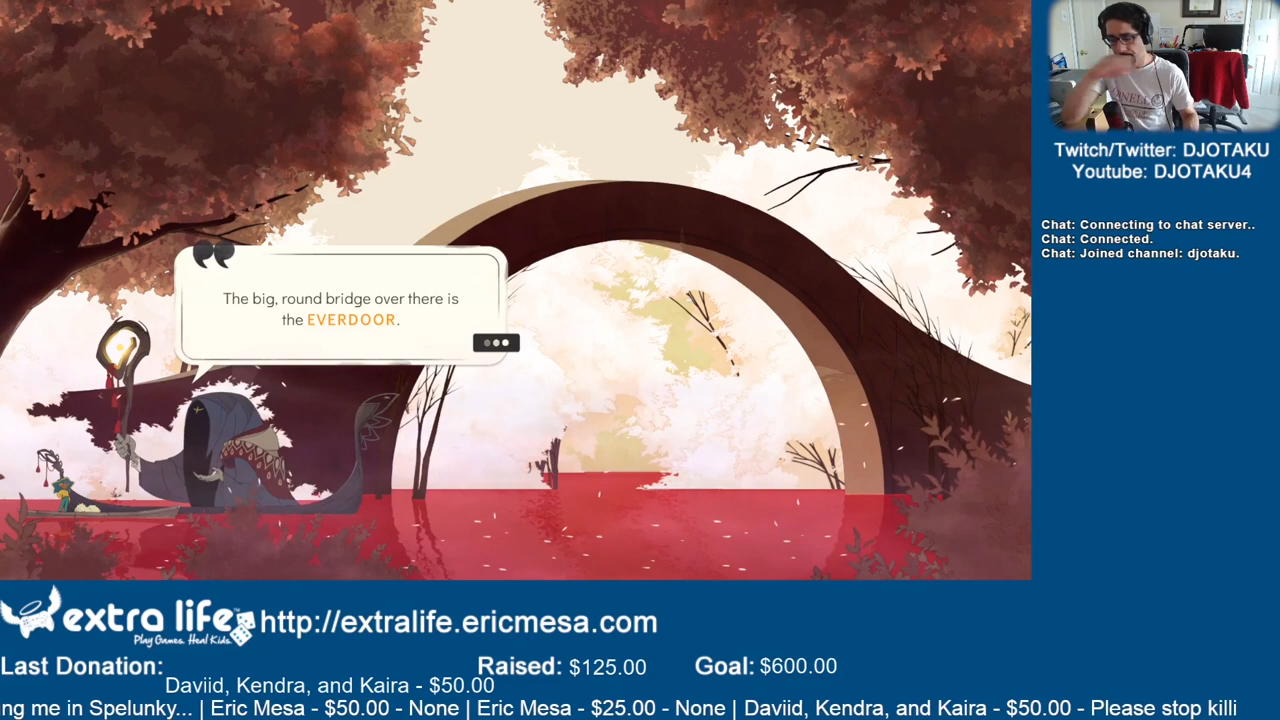 The big, round bridge over there is
the EVERDOOR.
Twitch/Twitter: DJOTAKU
Youtube: DJOTAKU4
Chat: Connecting to chat server..
Chat: Connected.
Chat: Joined channel: djotaku.
extra life
Play Games. Heal Kids.
http://extralife.ericmesa.com
Last Donation:
Daviid, Kendra, and Kaira - $50.00
Raised: $125.00
Goal: $600.00
ng me in Spelunky... | Eric Mesa - $50.00 - None | Eric Mesa - $25.00 - None | Daviid, Kendra, and Kaira - $50.00 - Please stop killi